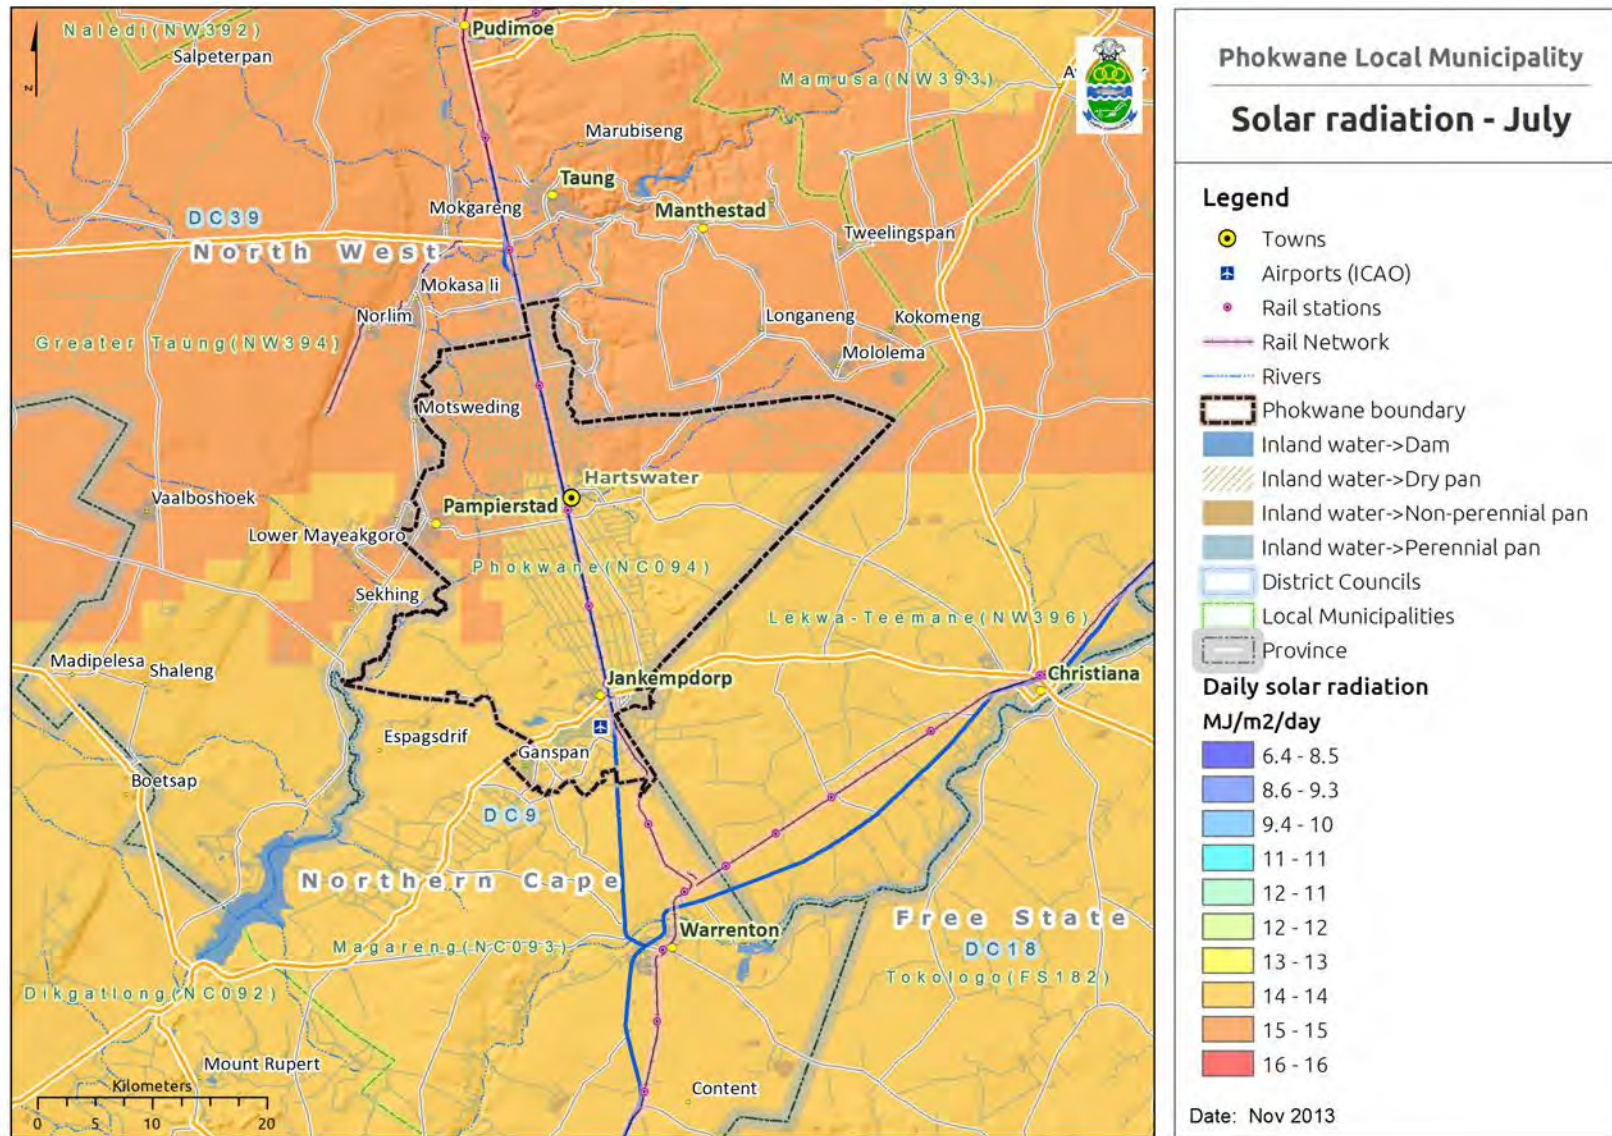 Pudimoe
Naledi(NW392)
Salpeterpan
Mamusa(NW393)
N
Marubiseng
Taung
Mokgareng
Manthestad
DC39
Tweelingspan
North West
Mokasa Ii
Norlim
Longaneng
Kokomeng
Greater Taung(NW394)
Mololema
Motsweding
Hartswater
Vaalboshoek
Pampierstad
Lower Mayeakgoro
Phokwane(NC094)
Sekhing
Lekwa-Teemane(NW396)
Madipelesa
Shaleng
Jankempdorp
Christiana
Espagsdrif
Ganspan
Boetsap
DC9
Northern Cape
Free State
Warrenton
Magareng(NC093)
DC18
Tokologo(FS182)
Dikgatlong(NC092)
Mount Rupert
Kilometers
Content
0 5 10 20
Phokwane Local Municipality
Solar radiation - July
Legend
Towns
Airports (ICAO)
Rail stations
Rail Network
Rivers
Phokwane boundary
Inland water->Dam
Inland water->Dry pan
Inland water->Non-perennial pan
Inland water->Perennial pan
District Councils
Local Municipalities
Province
Daily solar radiation
MJ/m2/day
6.4 - 8.5
8.6 - 9.3
9.4 - 10
11 - 11
12 - 11
12 - 12
13 - 13
14 - 14
15 - 15
16 - 16
Date: Nov 2013